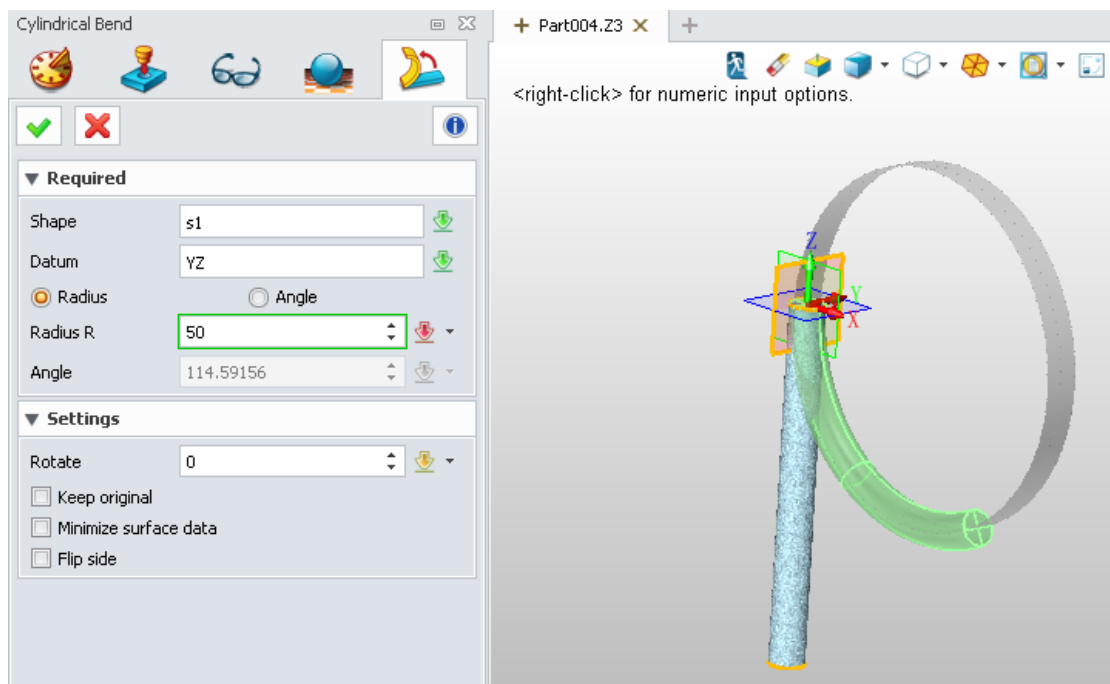 Cylindrical Bend
Part004.Z3
<right-click> for numeric input options.
Required
Shape s1
Datum YZ
Radius Angle
Radius R 50
Angle 114.59156
Settings
Rotate 0
Keep original
Minimize surface data
Flip side
Z
Y
X